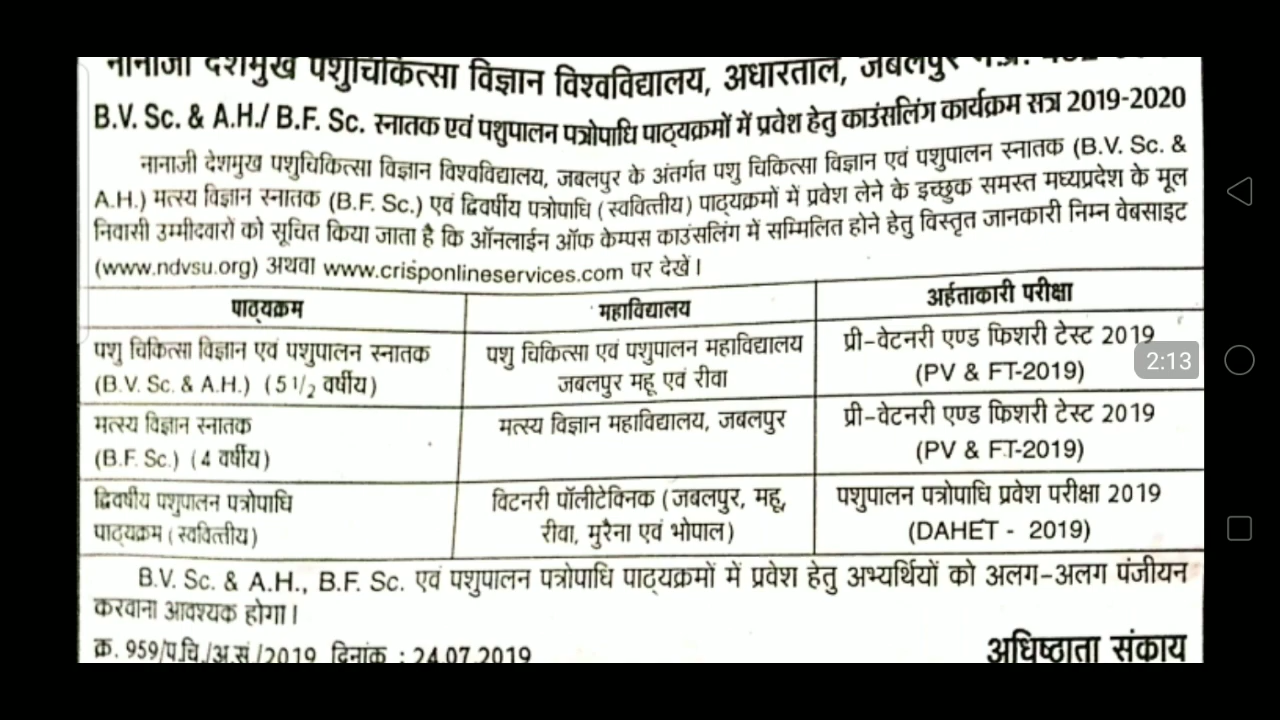 नानाजी देशमुख पशुचिकित्सा विज्ञान विश्वविद्यालय, अधारताल, जबलपुर म.प्र.
B.V. Sc. & A.H./ B.F. Sc. स्नातक एवं पशुपालन पत्रोपाधि पाठ्यक्रमों में प्रवेश हेतु काउंसलिंग कार्यक्रम सत्र 2019-2020
नानाजी देशमुख पशुचिकित्सा विज्ञान विश्वविद्यालय, जबलपुर के अंतर्गत पशु चिकित्सा विज्ञान एवं पशुपालन स्नातक (B.V. Sc. &
A.H.) मत्स्य विज्ञान स्नातक (B.F. Sc.) एवं द्विवर्षीय पत्रोपाधि (स्ववित्तीय) पाठ्यक्रमों में प्रवेश लेने के इच्छुक समस्त मध्यप्रदेश के मूल
निवासी उम्मीदवारों को सूचित किया जाता है कि ऑनलाईन ऑफ केम्पस काउंसलिंग में सम्मिलित होने हेतु विस्तृत जानकारी निम्न वेबसाइट
(www.ndvsu.org) अथवा www.crisponlineservices.com पर देखें।
पाठ्यक्रम महाविद्यालय अर्हताकारी परीक्षा
पशु चिकित्सा विज्ञान एवं पशुपालन स्नातक पशु चिकित्सा एवं पशुपालन महाविद्यालय प्री-वेटनरी एण्ड फिशरी टेस्ट 2019
(B.V. Sc. & A.H.) (5 1/2 वर्षीय) जबलपुर महू एवं रीवा (PV & FT-2019)
2:13
मत्स्य विज्ञान स्नातक मत्स्य विज्ञान महाविद्यालय, जबलपुर प्री-वेटनरी एण्ड फिशरी टेस्ट 2019
(B.F. Sc.) (4 वर्षीय) (PV & FT-2019)
द्विवर्षीय पशुपालन पत्रोपाधि विटनरी पॉलीटेक्निक (जबलपुर, महू, पशुपालन पत्रोपाधि प्रवेश परीक्षा 2019
पाठ्यक्रम (स्ववित्तीय) रीवा, मुरैना एवं भोपाल) (DAHET - 2019)
B.V. Sc. & A.H., B.F. Sc. एवं पशुपालन पत्रोपाधि पाठ्यक्रमों में प्रवेश हेतु अभ्यर्थियों को अलग-अलग पंजीयन
करवाना आवश्यक होगा।
क्र. 959/प.चि./अ.सं/2019 दिनांक : 24.07.2019 अधिष्ठाता संकाय